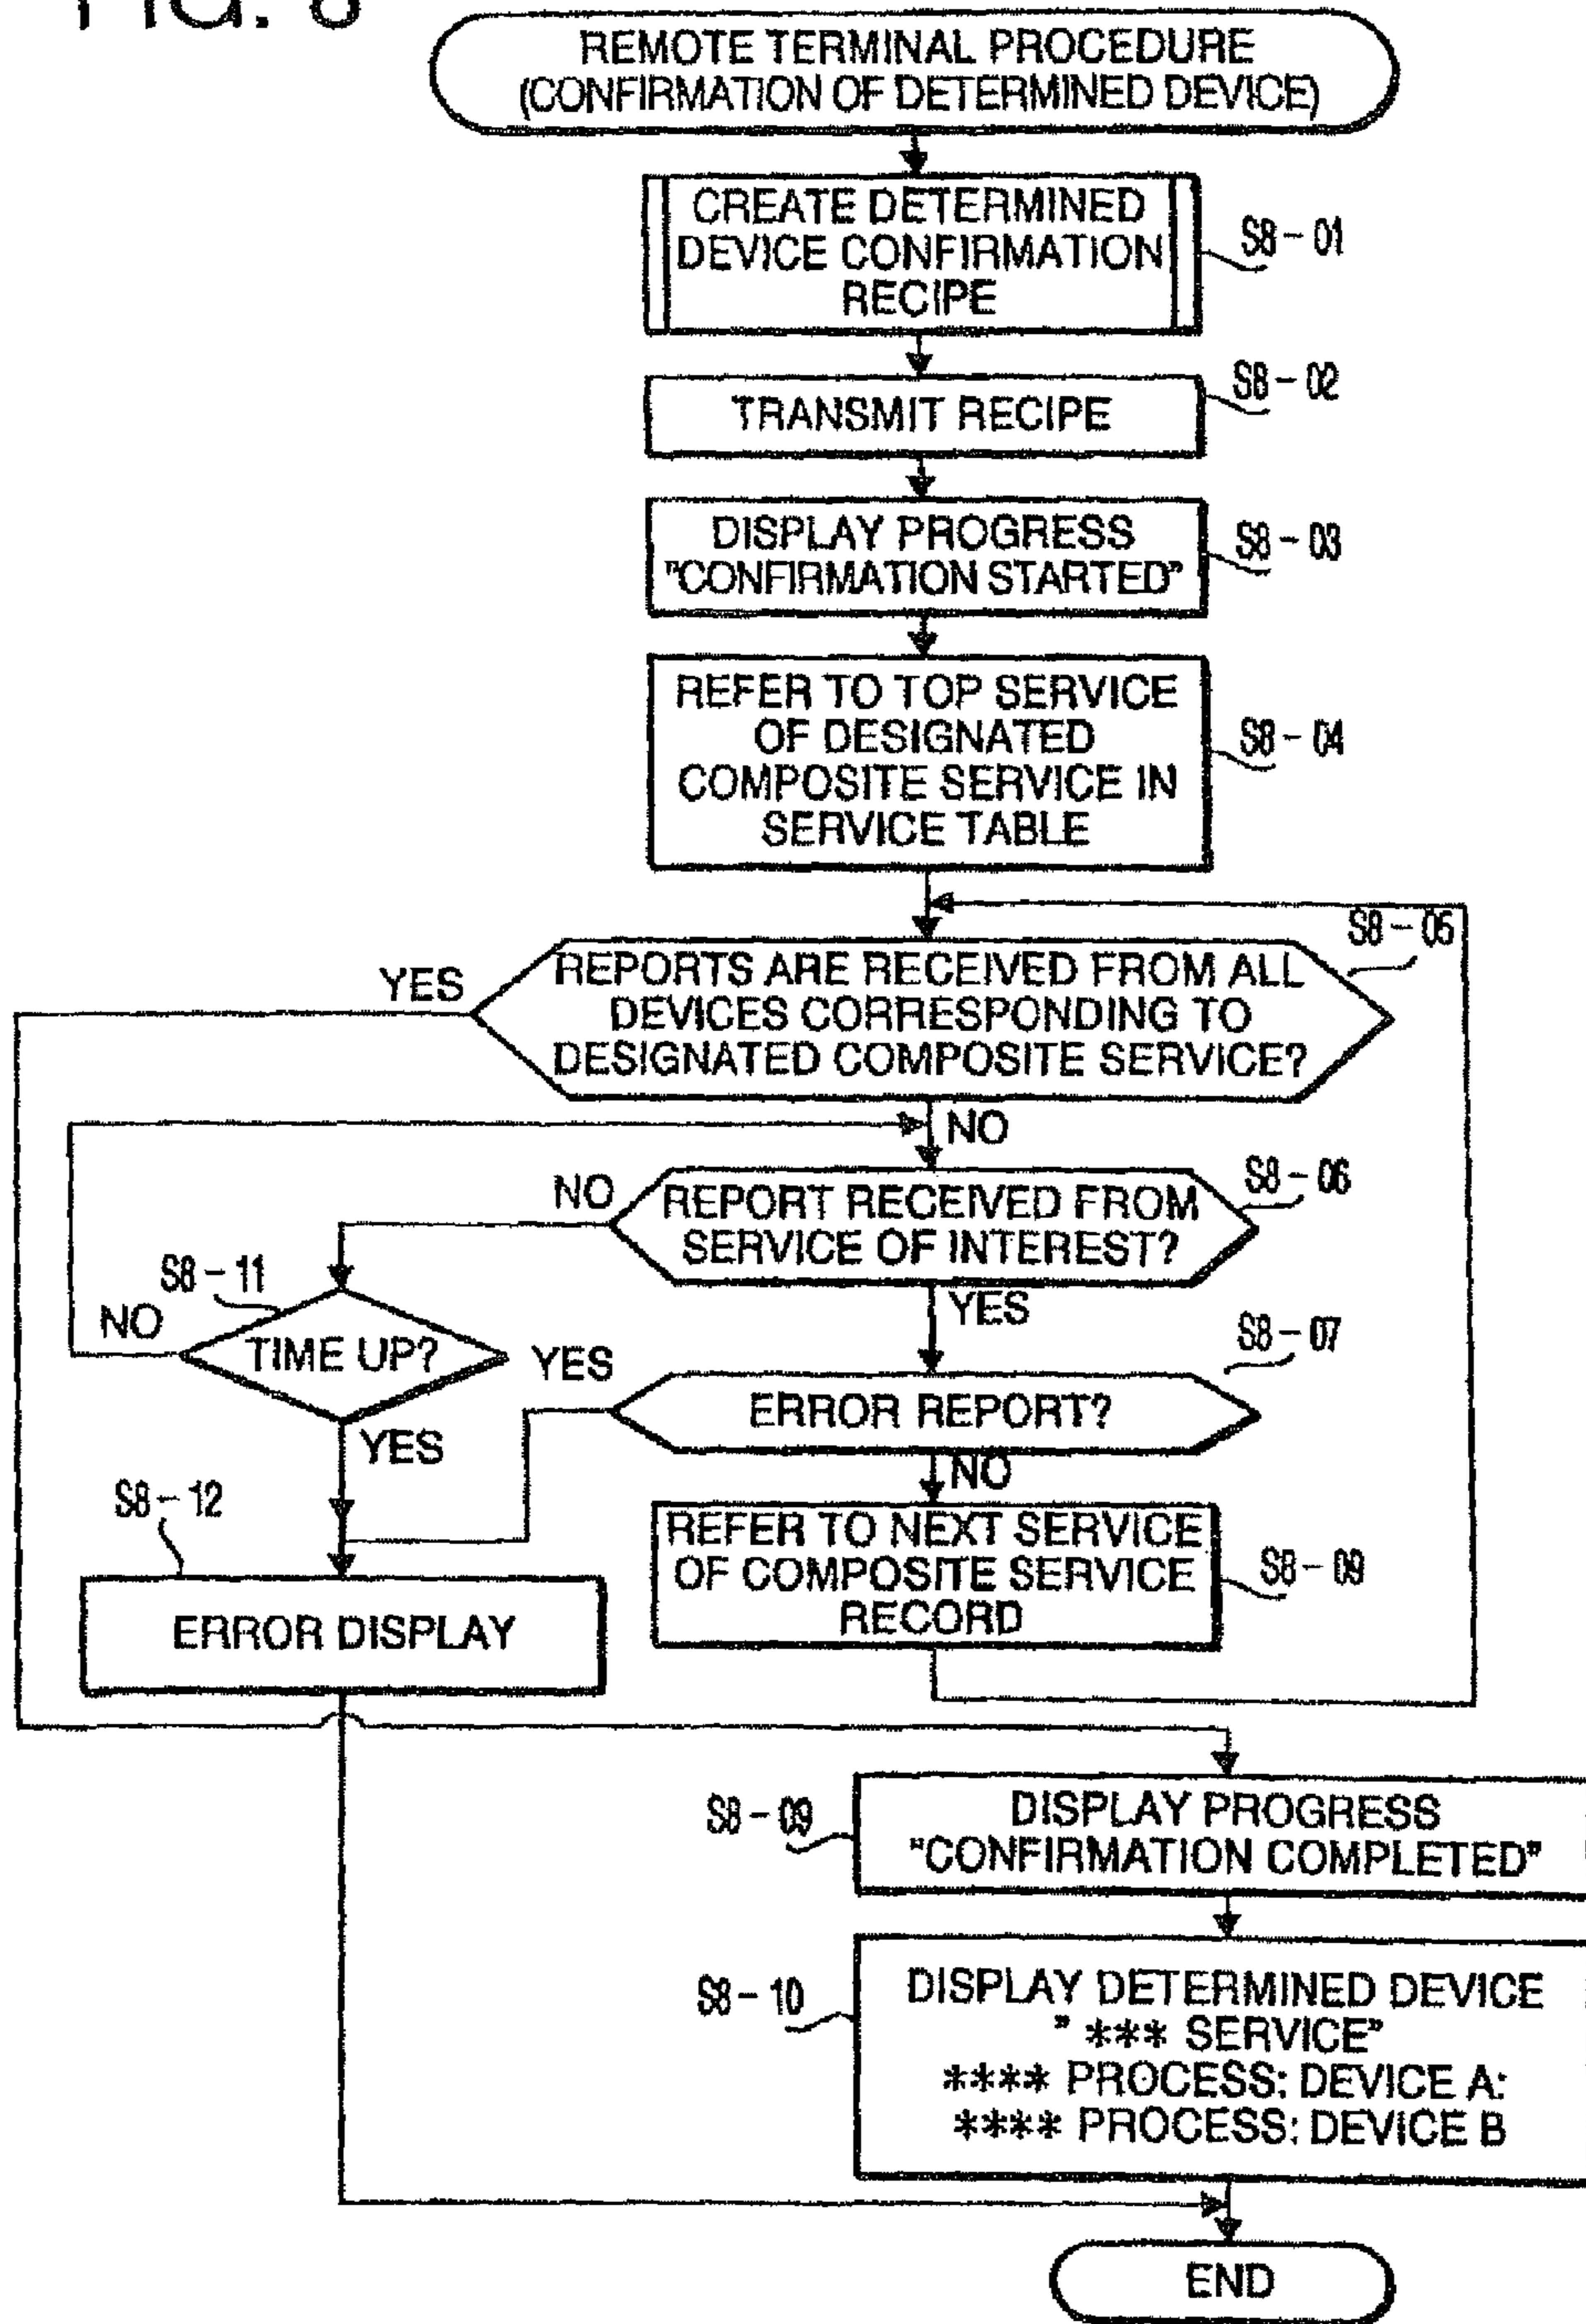 FIG. 8
REMOTE TERMINAL PROCEDURE
(CONFIRMATION OF DETERMINED DEVICE)
CREATE DETERMINED
DEVICE CONFIRMATION
RECIPE
S8-01
TRANSMIT RECIPE
S8-02
DISPLAY PROGRESS
"CONFIRMATION STARTED"
S8-03
REFER TO TOP SERVICE
OF DESIGNATED
COMPOSITE SERVICE IN
SERVICE TABLE
S8-04
S8-05
YES
REPORTS ARE RECEIVED FROM ALL
DEVICES CORRESPONDING TO
DESIGNATED COMPOSITE SERVICE?
NO
S8-06
NO
REPORT RECEIVED FROM
SERVICE OF INTEREST?
YES
S8-11
NO
TIME UP?
YES
S8-07
YES
ERROR REPORT?
NO
S8-12
ERROR DISPLAY
REFER TO NEXT SERVICE
OF COMPOSITE SERVICE
RECORD
S8-09
S8-09
DISPLAY PROGRESS
"CONFIRMATION COMPLETED"
S8-10
DISPLAY DETERMINED DEVICE
" *** SERVICE"
**** PROCESS: DEVICE A:
**** PROCESS: DEVICE B
END